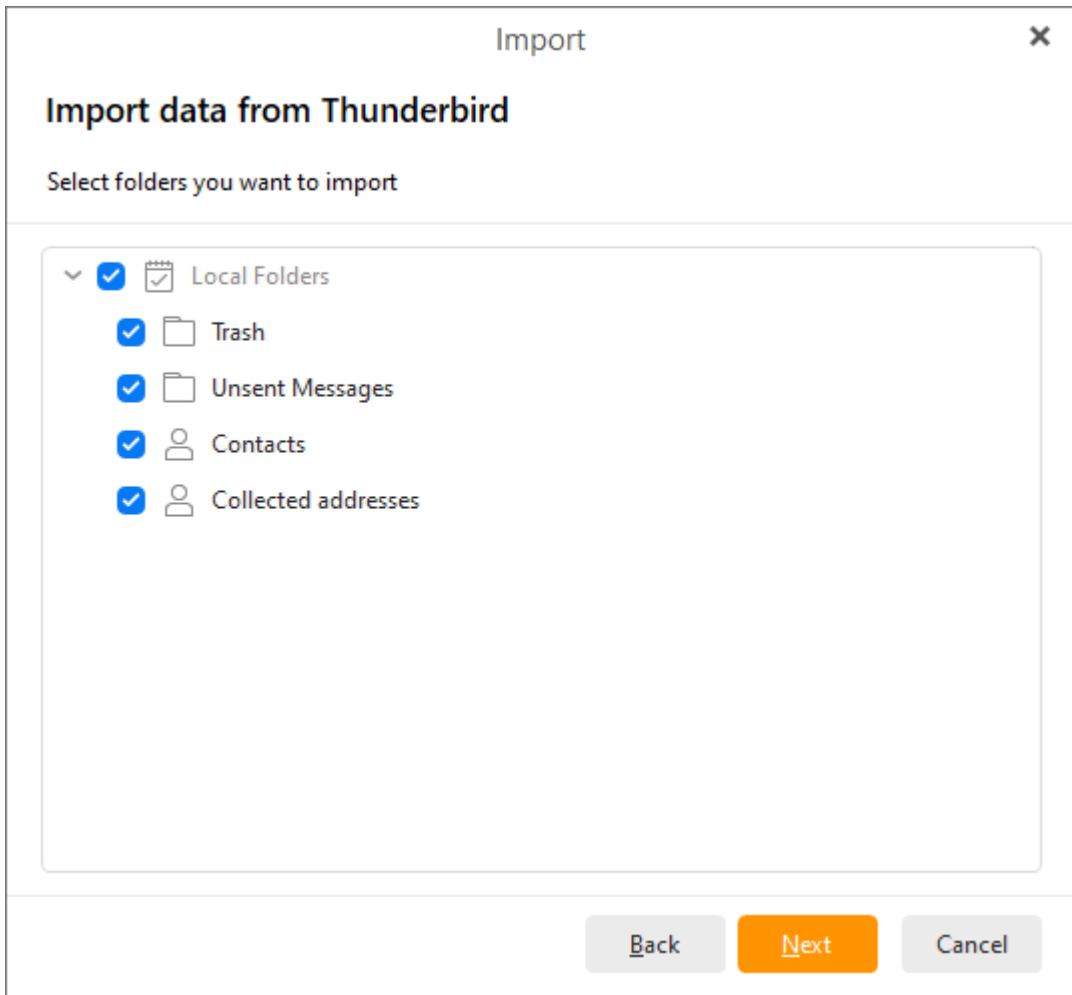 Import
Import data from Thunderbird
Select folders you want to import
Local Folders
Trash
Unsent Messages
Contacts
Collected addresses
Back Next Cancel